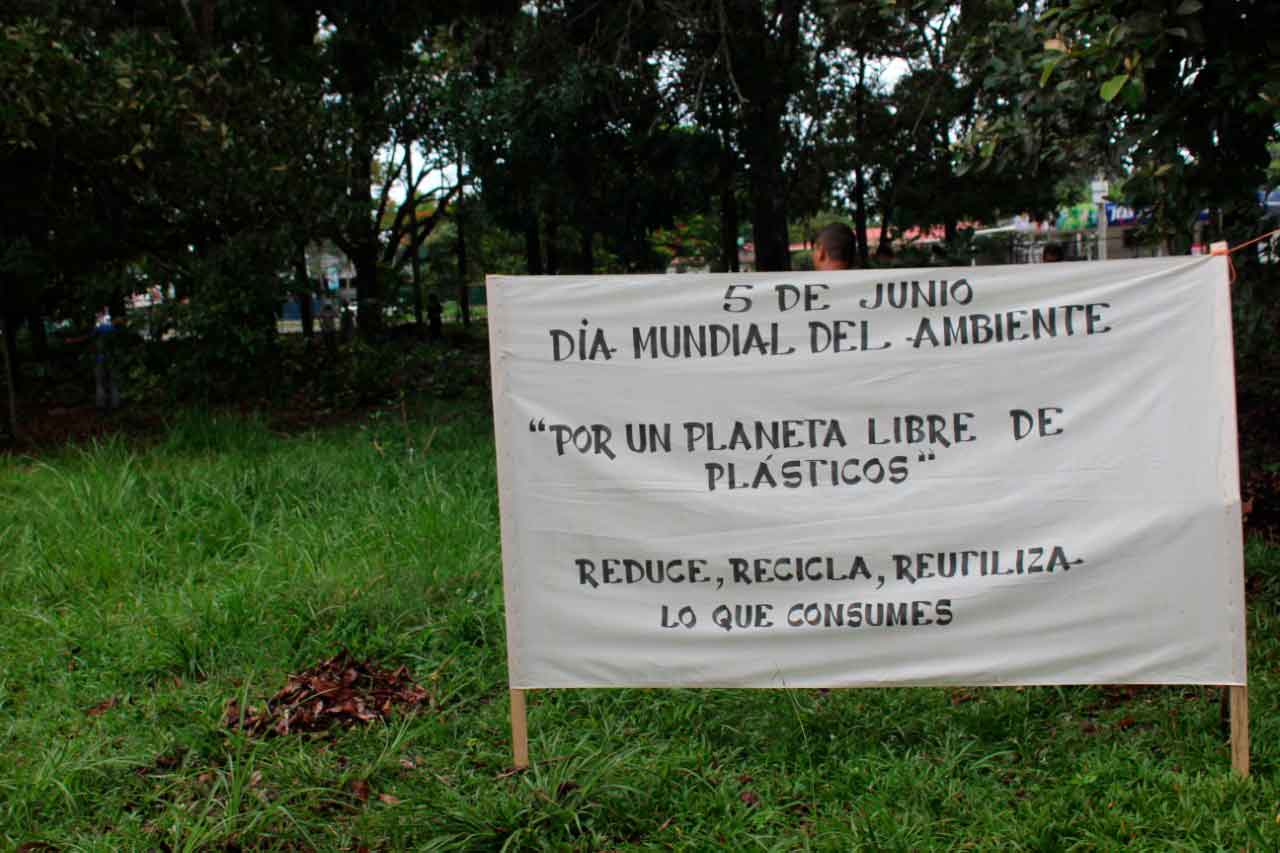 5 DE JUNIO
DÍA MUNDIAL DEL AMBIENTE
"POR UN PLANETA LIBRE DE
PLÁSTICOS"
REDUCE, RECICLA, REUTILIZA
LO QUE CONSUMES